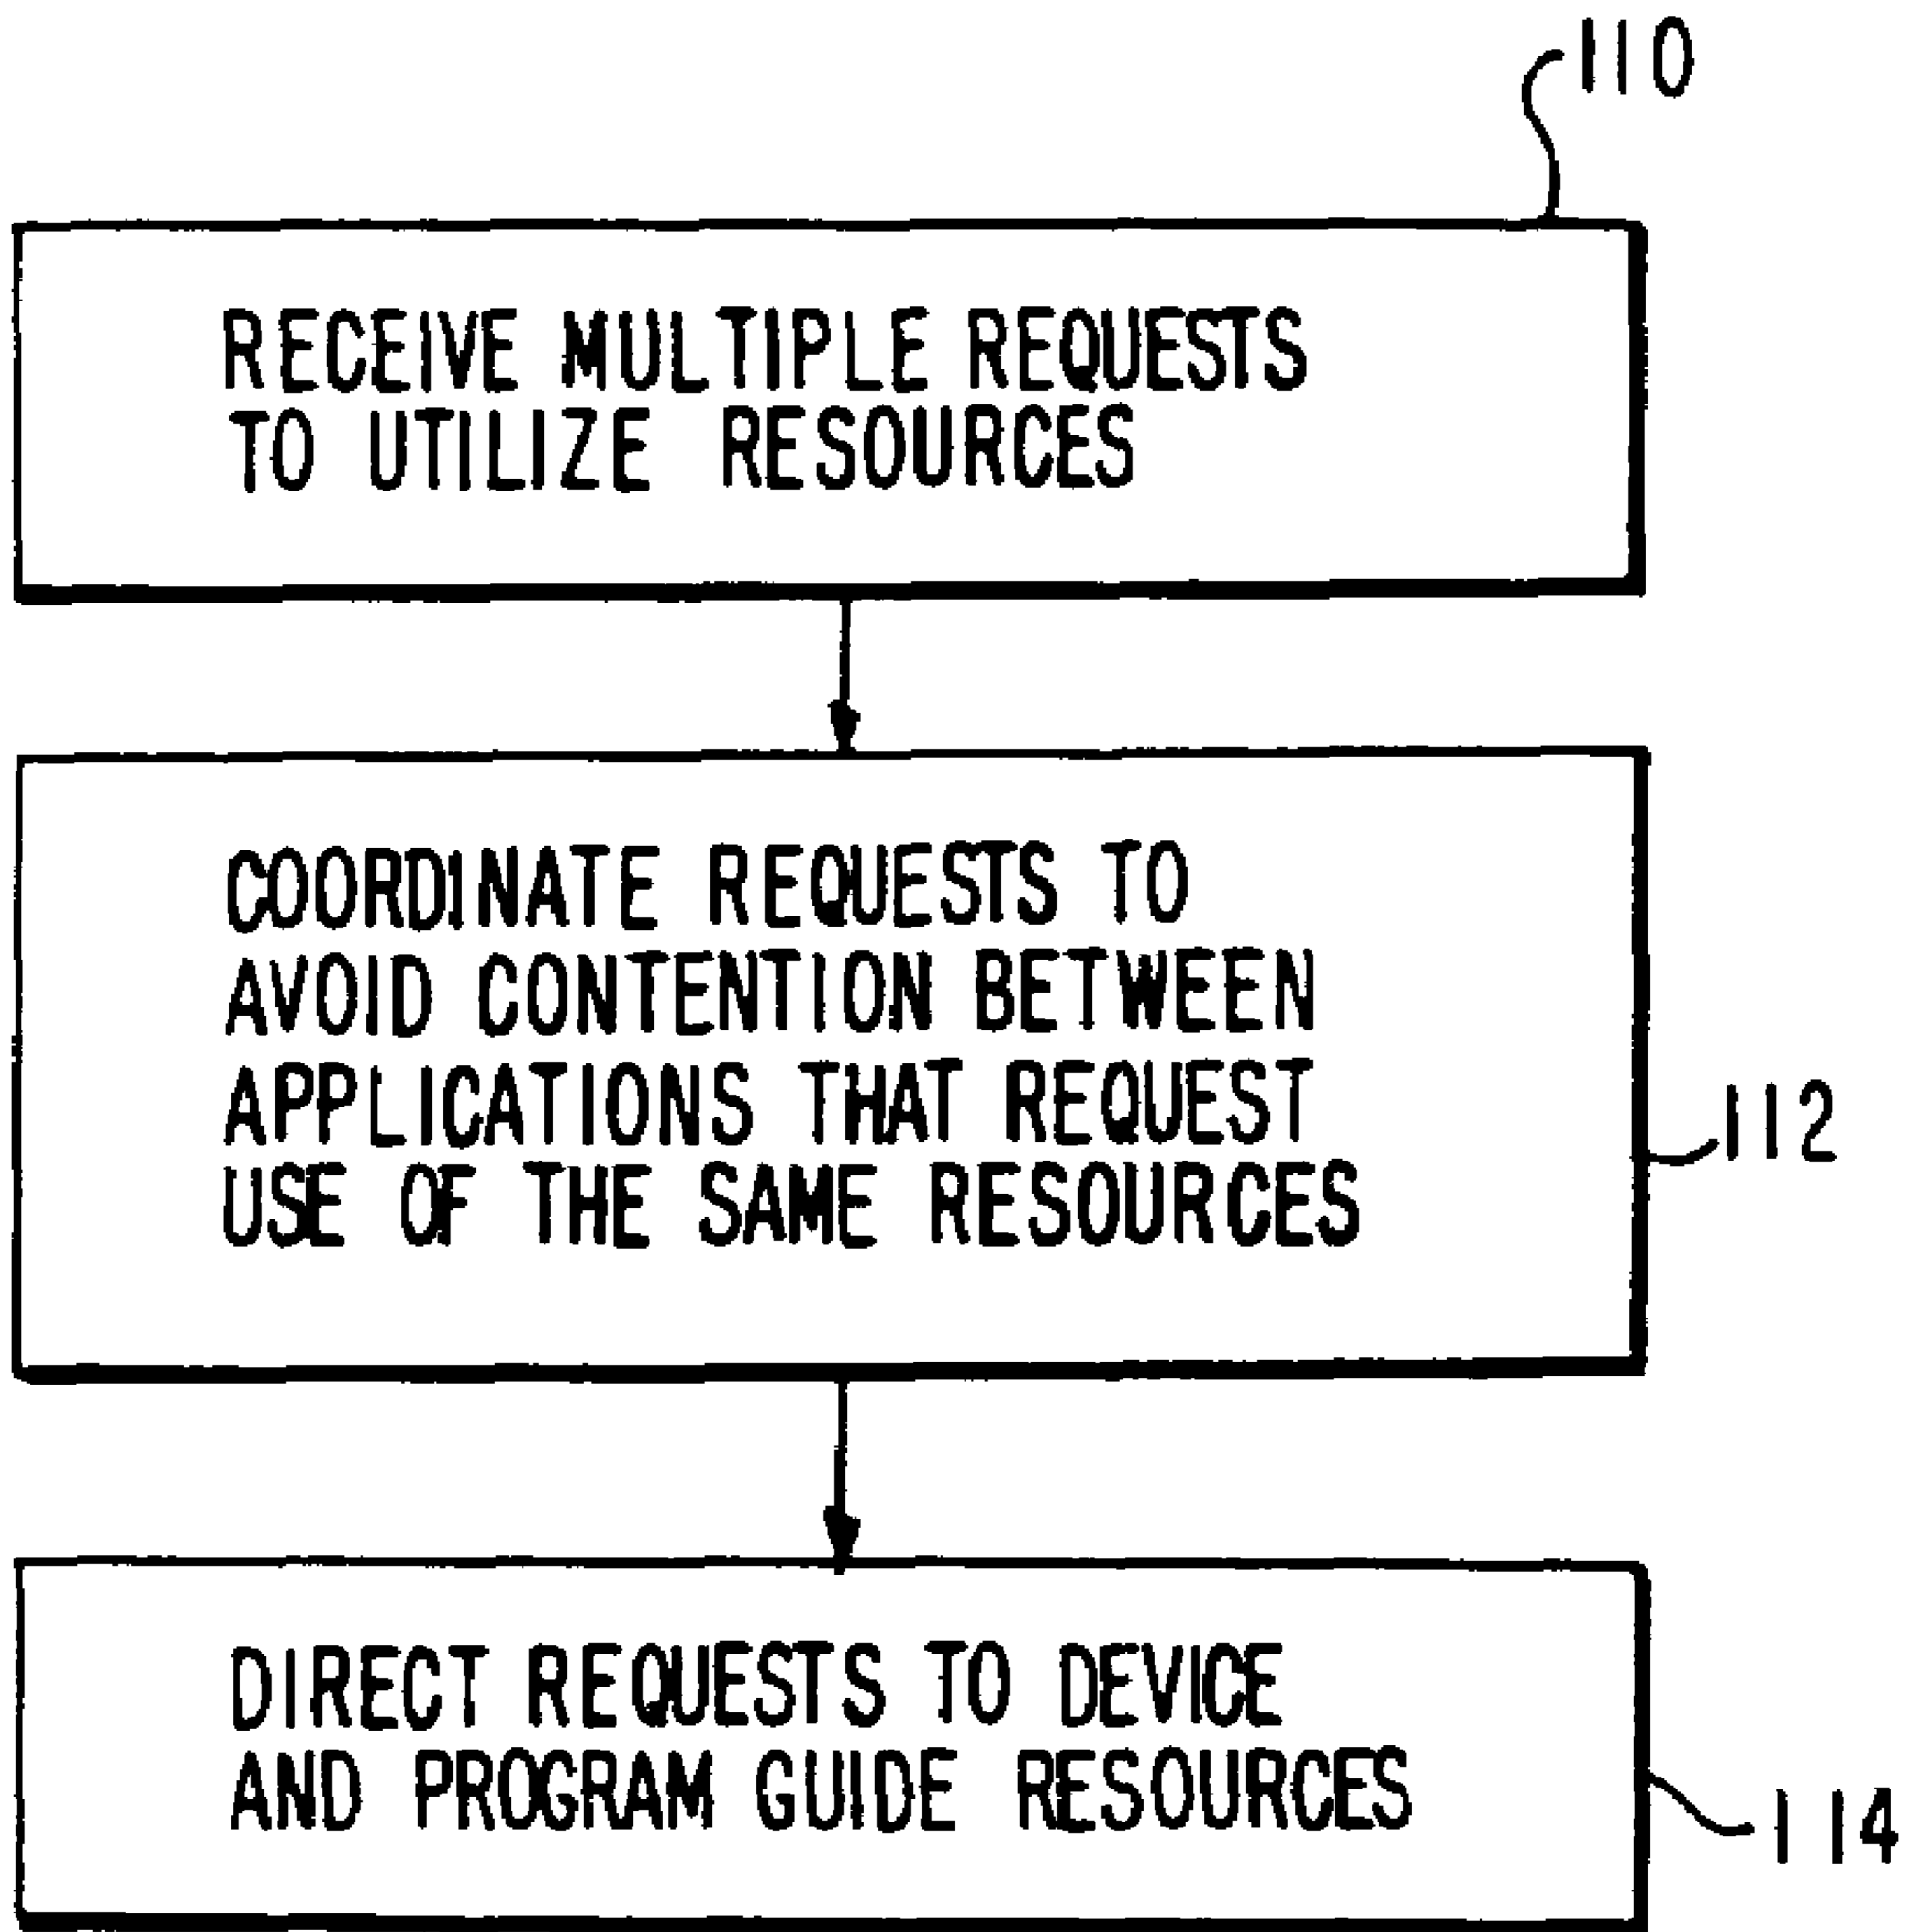 110
RECEIVE MULTIPLE REQUESTS
TO UTILIZE RESOURCES
COORDINATE REQUESTS TO
AVOID CONTENTION BETWEEN
APPLICATIONS THAT REQUEST
USE OF THE SAME RESOURCES
112
DIRECT REQUESTS TO DEVICE
AND PROGRAM GUIDE RESOURCES
114